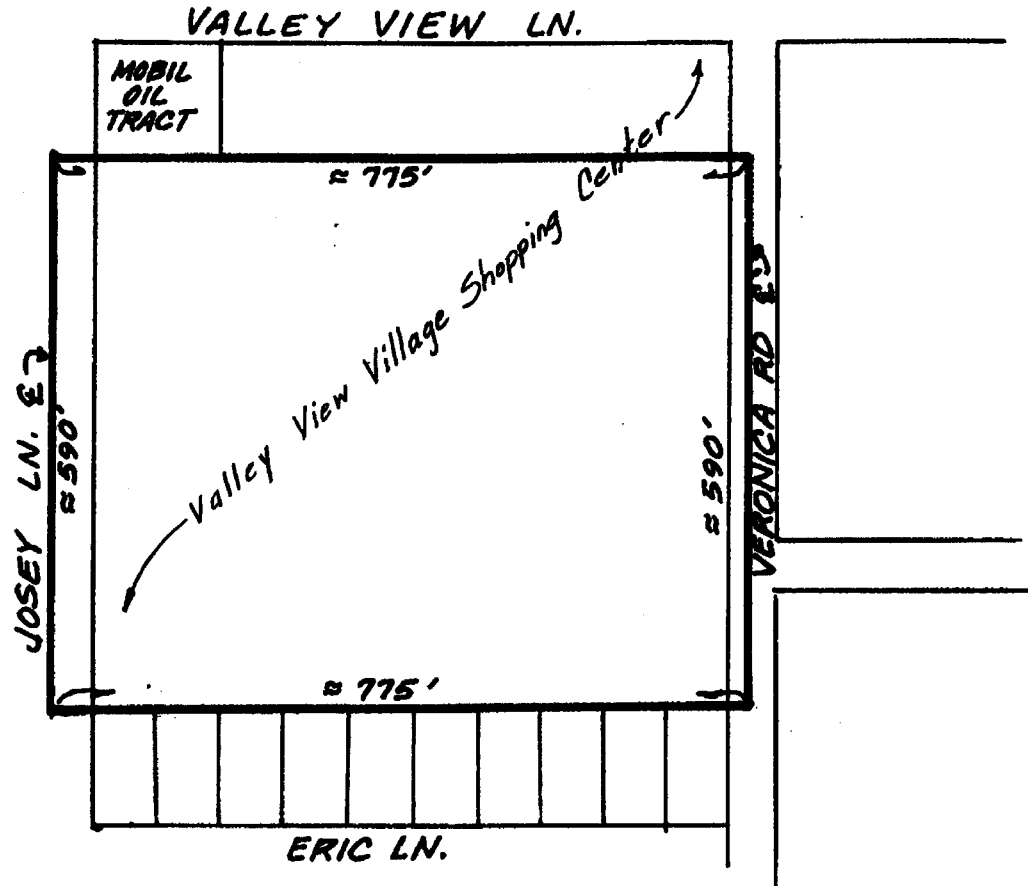 VALLEY VIEW LN.
MOBIL
OIL
TRACT
≈ 775'
Valley View Village Shopping Center
JOSEY LN. ℄
≈ 590'
≈ 590'
VERONICA RD ℄
≈ 775'
ERIC LN.